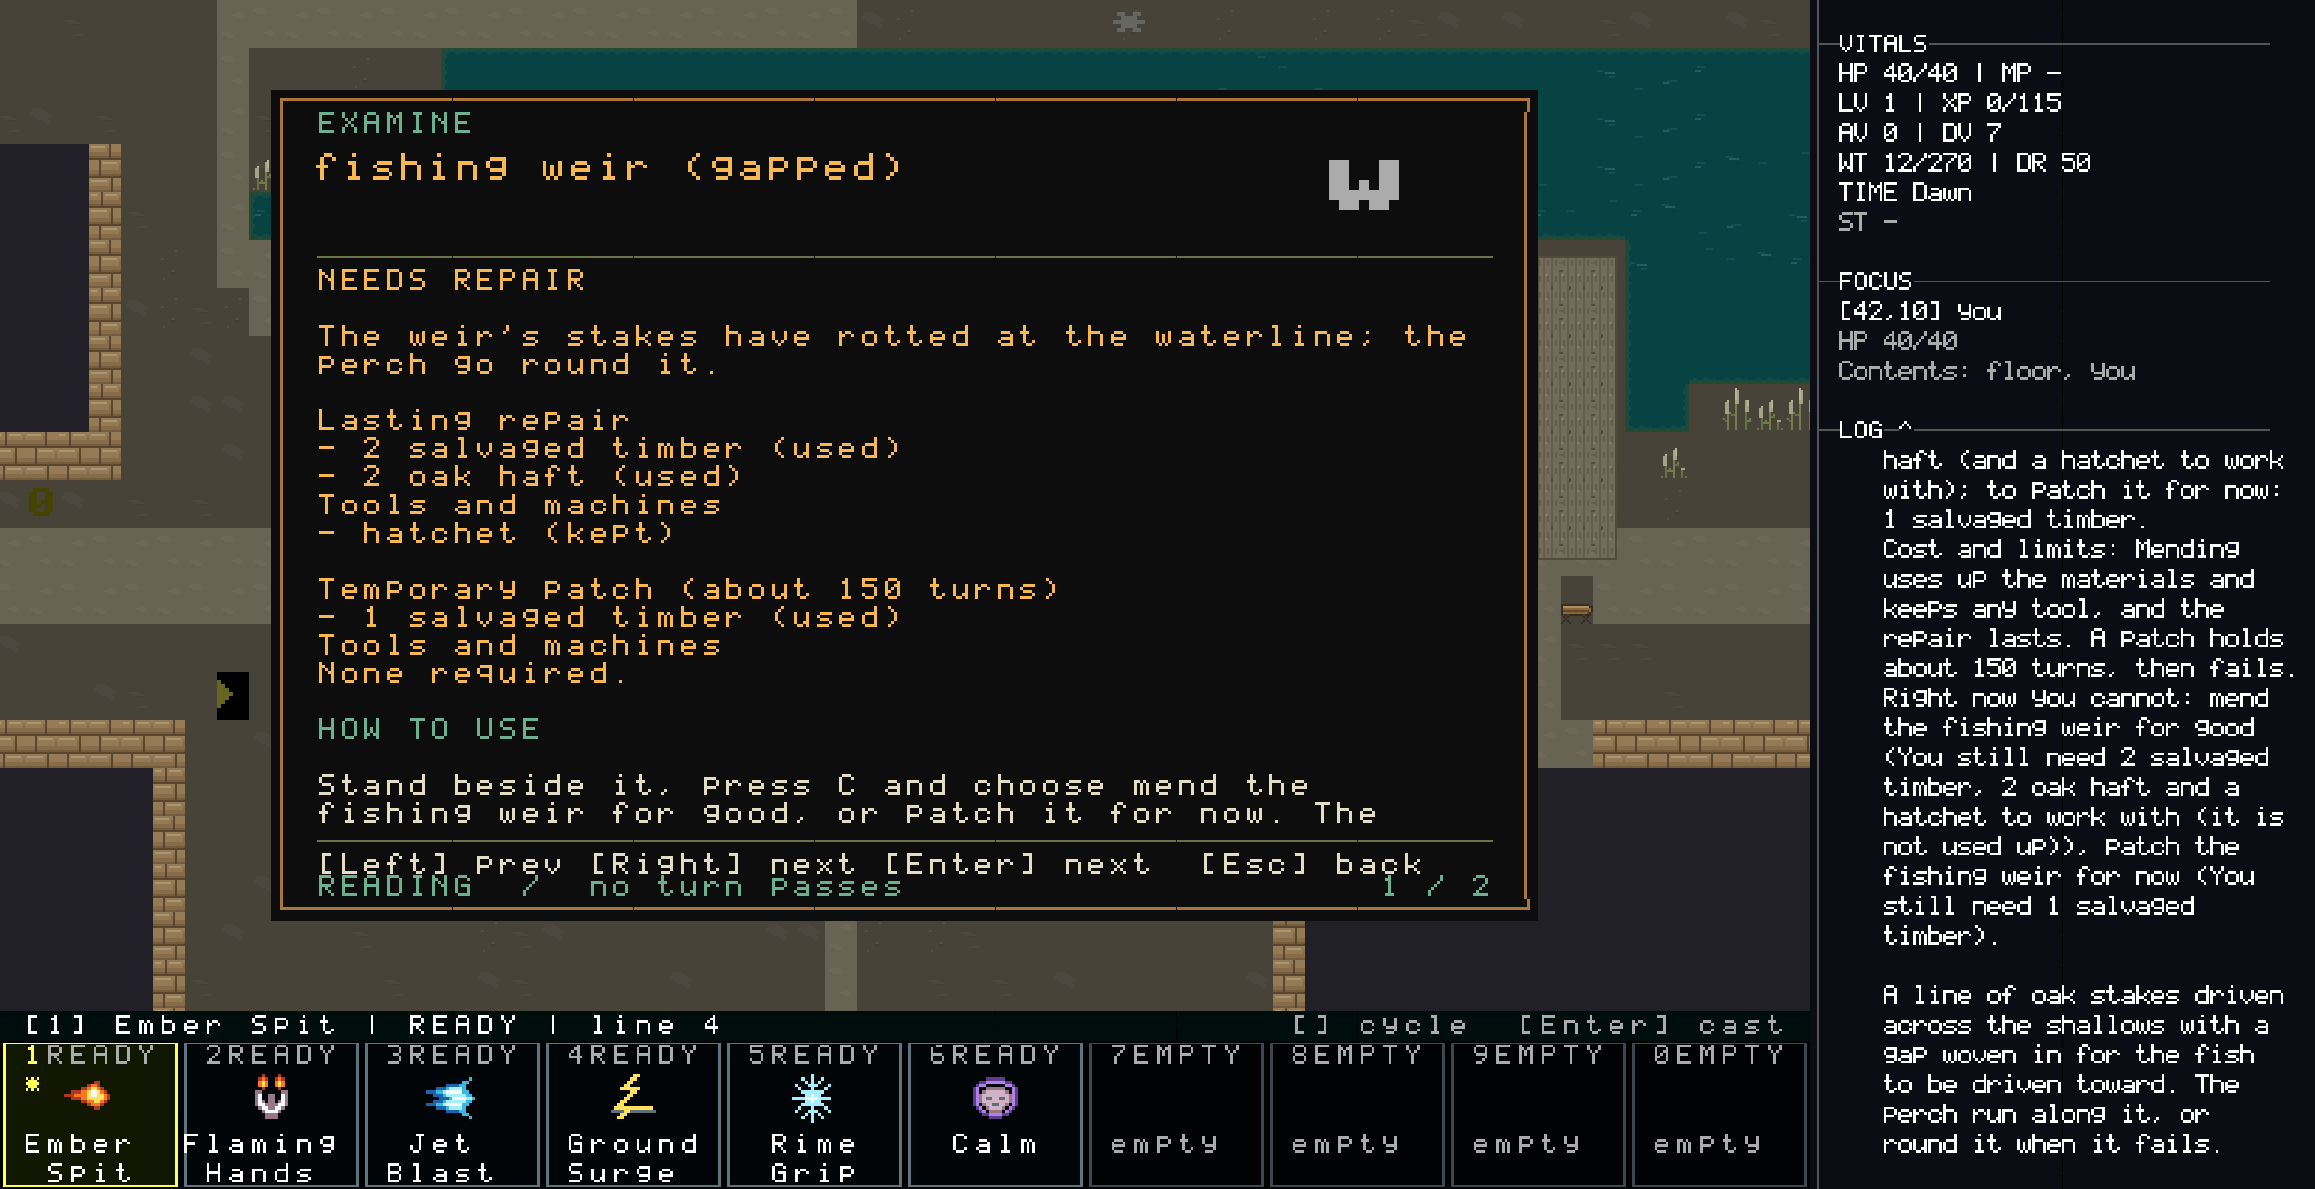 EXAMINE
fishing weir (gapped)
W
NEEDS REPAIR
The weir's stakes have rotted at the waterline; the
perch go round it.
Lasting repair
- 2 salvaged timber (used)
- 2 oak haft (used)
Tools and machines
- hatchet (kept)
Temporary patch (about 150 turns)
- 1 salvaged timber (used)
Tools and machines
None required.
HOW TO USE
Stand beside it, press C and choose mend the
fishing weir for good, or patch it for now. The
[Left] prev [Right] next [Enter] next [Esc] back
READING / no turn passes 1 / 2
0
[1] Ember Spit | READY | line 4 [] cycle [Enter] cast
1READY 2READY 3READY 4READY 5READY 6READY 7EMPTY 8EMPTY 9EMPTY 0EMPTY
*
Ember Spit
Flaming Hands
Jet Blast
Ground Surge
Rime Grip
Calm
empty
empty
empty
empty
VITALS
HP 40/40 | MP -
LV 1 | XP 0/115
AV 0 | DV 7
WT 12/270 | DR 50
TIME Dawn
ST -
FOCUS
[42,10] you
HP 40/40
Contents: floor, you
LOG ^
haft (and a hatchet to work
with); to patch it for now:
1 salvaged timber.
Cost and limits: Mending
uses up the materials and
keeps any tool, and the
repair lasts. A patch holds
about 150 turns, then fails.
Right now you cannot: mend
the fishing weir for good
(You still need 2 salvaged
timber, 2 oak haft and a
hatchet to work with (it is
not used up)), patch the
fishing weir for now (You
still need 1 salvaged
timber).
A line of oak stakes driven
across the shallows with a
gap woven in for the fish
to be driven toward. The
perch run along it, or
round it when it fails.